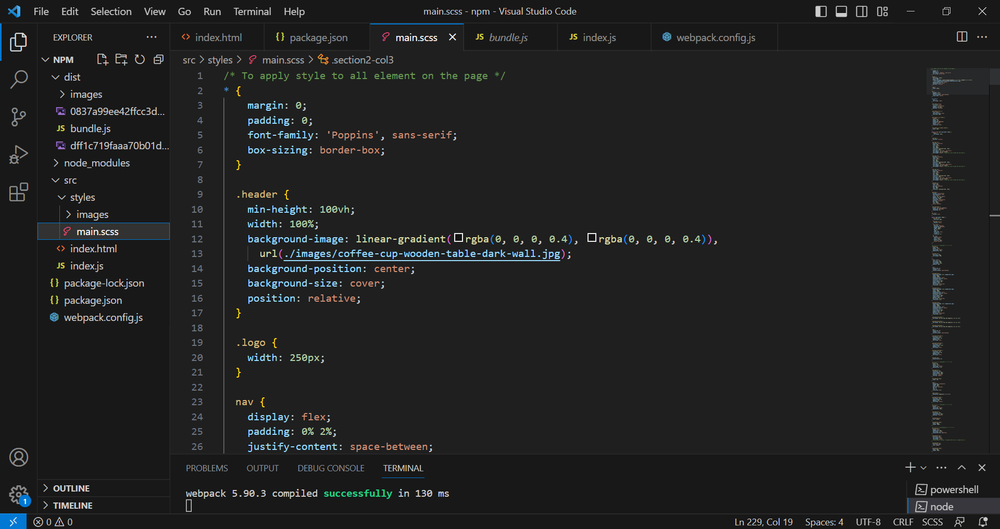 File Edit Selection View Go Run Terminal Help
main.scss - npm - Visual Studio Code
EXPLORER
NPM
dist
images
0837a99ee42ffcc3d...
bundle.js
dff1c719faaa70b01d...
node_modules
src
styles
images
main.scss
index.html
index.js
package-lock.json
package.json
webpack.config.js
OUTLINE
TIMELINE
index.html package.json main.scss bundle.js index.js webpack.config.js
src > styles > main.scss > .section2-col3
1 /* To apply style to all element on the page */
2 * {
3 margin: 0;
4 padding: 0;
5 font-family: 'Poppins', sans-serif;
6 box-sizing: border-box;
7 }
8
9 .header {
10 min-height: 100vh;
11 width: 100%;
12 background-image: linear-gradient(rgba(0, 0, 0, 0.4), rgba(0, 0, 0, 0.4)),
13 url(./images/coffee-cup-wooden-table-dark-wall.jpg);
14 background-position: center;
15 background-size: cover;
16 position: relative;
17 }
18
19 .logo {
20 width: 250px;
21 }
22
23 nav {
24 display: flex;
25 padding: 0% 2%;
26 justify-content: space-between;
PROBLEMS OUTPUT DEBUG CONSOLE TERMINAL
webpack 5.90.3 compiled successfully in 130 ms
powershell
node
1
0 0
Ln 229, Col 19 Spaces: 4 UTF-8 CRLF SCSS